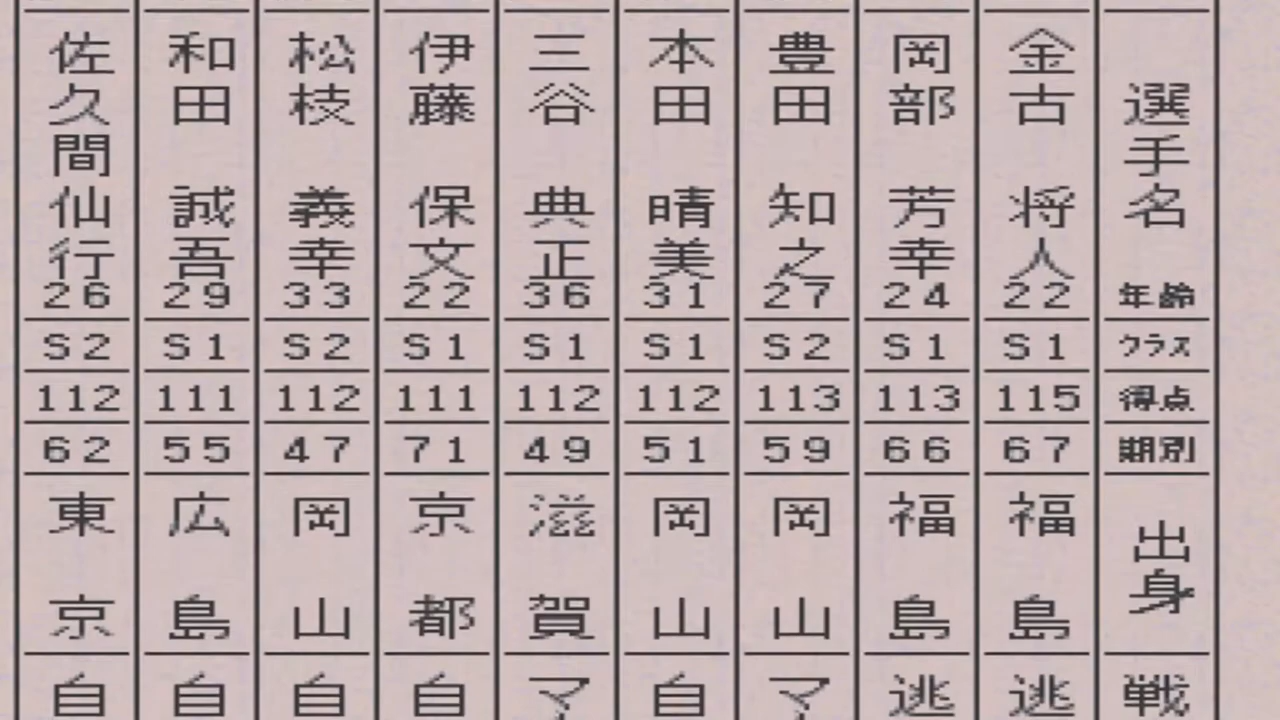 選手名 年齢 クラス 得点 期別 出身 戦
金古 将人 22 S1 115 67 福島 逃
岡部 芳幸 24 S1 113 66 福島 逃
豊田 知之 27 S2 113 59 岡山 マ
本田 晴美 31 S1 112 51 岡山 自
三谷 典正 36 S1 112 49 滋賀 マ
伊藤 保文 22 S1 111 71 京都 自
松枝 義幸 33 S2 112 47 岡山 自
和田 誠吾 29 S1 111 55 広島 自
佐久間仙行 26 S2 112 62 東京 自